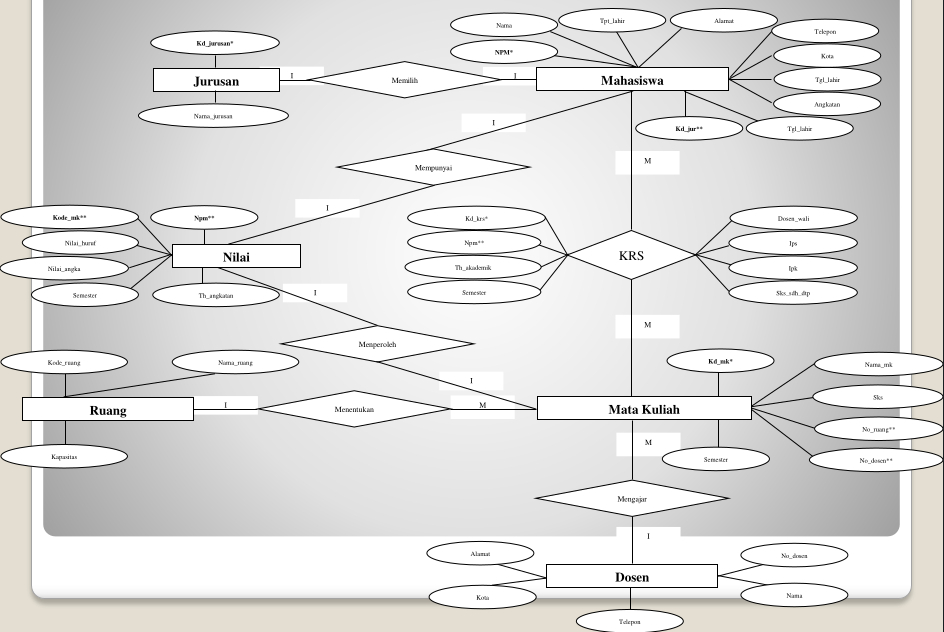 Nama
Tpt_lahir
Alamat
Telepon
Kd_jurusan*
NPM*
Kota
Jurusan
I
Memilih
I
Mahasiswa
Tgl_lahir
Angkatan
Nama_jurusan
I
Kd_jur**
Tgl_lahir
Mempunyai
M
I
Kode_mk**
Npm**
Kd_krs*
Dosen_wali
Nilai_huruf
Npm**
Ips
Nilai
KRS
Nilai_angka
Th_akademik
Ipk
Semester
Th_angkatan
I
Semester
Sks_sdh_dtp
M
Menperoleh
Kode_ruang
Nama_ruang
Kd_mk*
Nama_mk
I
Sks
Ruang
I
Menentukan
M
Mata Kuliah
No_ruang**
M
Kapasitas
Semester
No_dosen**
Mengajar
I
Alamat
No_dosen
Dosen
Kota
Nama
Telepon